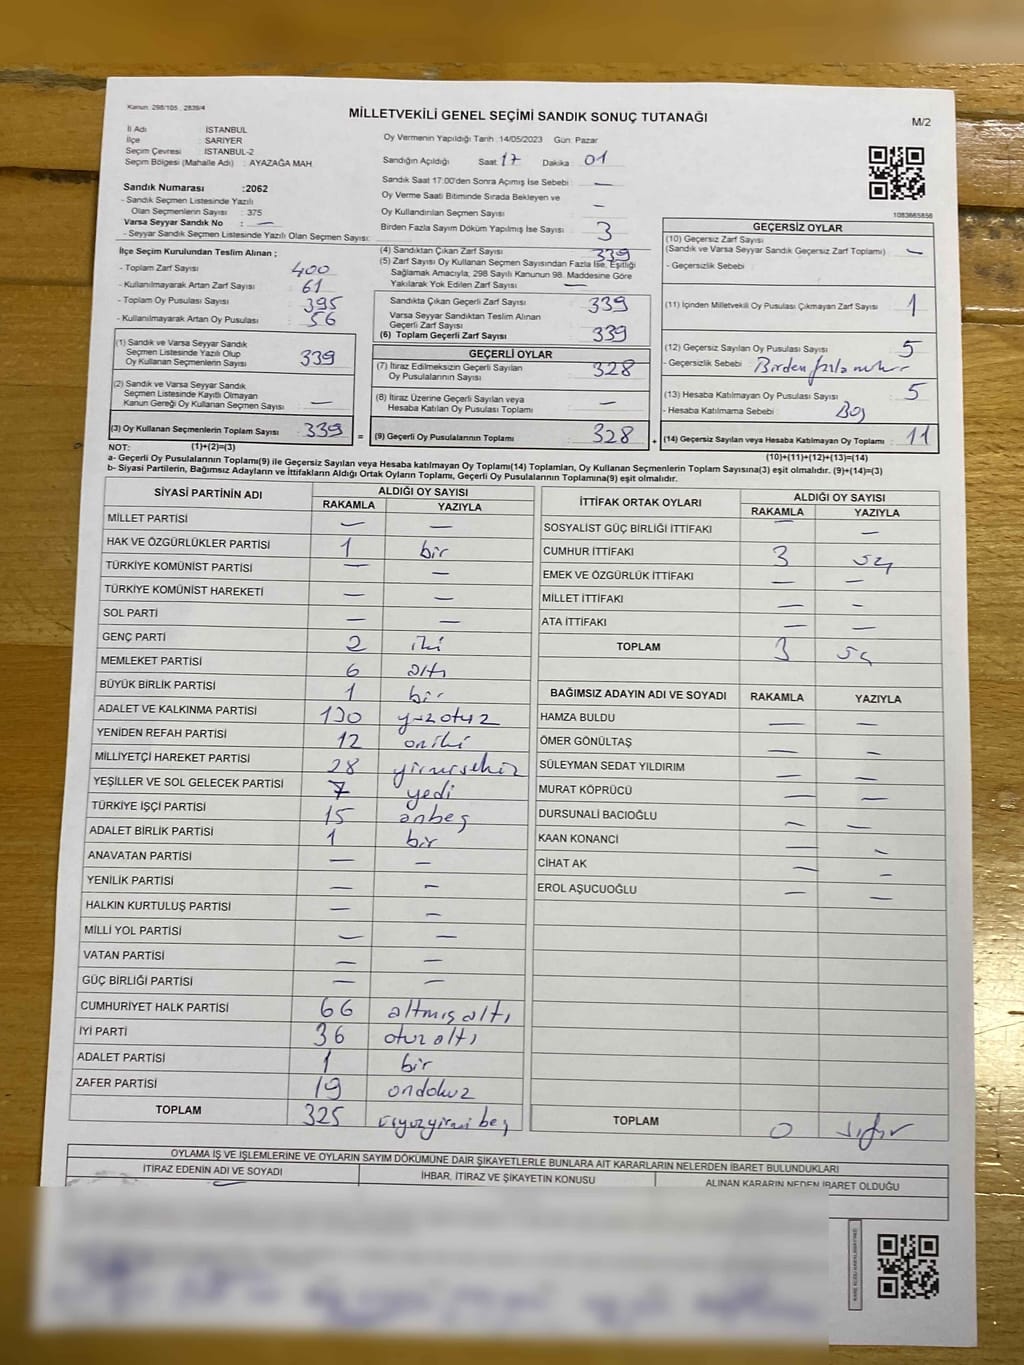 Kanun: 298/105 , 2839/4
MİLLETVEKİLİ GENEL SEÇİMİ SANDIK SONUÇ TUTANAĞI
M/2
İl Adı İSTANBUL
İlçe SARIYER
Seçim Çevresi İSTANBUL-2
Seçim Bölgesi (Mahalle Adı) : AYAZAĞA MAH
Oy Vermenin Yapıldığı Tarih :14/05/2023 Gün: Pazar
Sandığın Açıldığı Saat 17 Dakika 01
Sandık Saat 17:00'den Sonra Açımış İse Sebebi : —
Oy Verme Saati Bitiminde Sırada Bekleyen ve
Oy Kullandırılan Seçmen Sayısı —
Birden Fazla Sayım Döküm Yapılmış İse Sayısı 3
1083665856
Sandık Numarası :2062
- Sandık Seçmen Listesinde Yazılı
Olan Seçmenlerin Sayısı : 375
Varsa Seyyar Sandık No : —
- Seyyar Sandık Seçmen Listesinde Yazılı Olan Seçmen Sayısı:
İlçe Seçim Kurulundan Teslim Alınan ;
- Toplam Zarf Sayısı 400
- Kullanılmayarak Artan Zarf Sayısı 61
- Toplam Oy Pusulası Sayısı 395
- Kullanılmayarak Artan Oy Pusulası 56
(1) Sandık ve Varsa Seyyar Sandık
Seçmen Listesinde Yazılı Olup
Oy Kullanan Seçmenlerin Sayısı 339
(2) Sandık ve Varsa Seyyar Sandık
Seçmen Listesinde Kayıtlı Olmayan
Kanun Gereği Oy Kullanan Seçmen Sayısı —
(3) Oy Kullanan Seçmenlerin Toplam Sayısı : 339 =
(4) Sandıktan Çıkan Zarf Sayısı 339
(5) Zarf Sayısı Oy Kullanan Seçmen Sayısından Fazla İse, Eşitliği
Sağlamak Amacıyla, 298 Sayılı Kanunun 98. Maddesine Göre
Yakılarak Yok Edilen Zarf Sayısı —
Sandıkta Çıkan Geçerli Zarf Sayısı 339
Varsa Seyyar Sandıktan Teslim Alınan
Geçerli Zarf Sayısı
(6) Toplam Geçerli Zarf Sayısı 339
GEÇERLİ OYLAR
(7) İtiraz Edilmeksizin Geçerli Sayılan
Oy Pusulalarının Sayısı 328
(8) İtiraz Üzerine Geçerli Sayılan veya
Hesaba Katılan Oy Pusulası Toplamı —
(9) Geçerli Oy Pusulalarının Toplamı 328 +
GEÇERSİZ OYLAR
(10) Geçersiz Zarf Sayısı
(Sandık ve Varsa Seyyar Sandık Geçersiz Zarf Toplamı) —
- Geçersizlik Sebebi
(11) İçinden Milletvekili Oy Pusulası Çıkmayan Zarf Sayısı 1
(12) Geçersiz Sayılan Oy Pusulası Sayısı 5
- Geçersizlik Sebebi Birden fazla mühür
(13) Hesaba Katılmayan Oy Pusulası Sayısı 5
- Hesaba Katılmama Sebebi Boş
(14) Geçersiz Sayılan veya Hesaba Katılmayan Oy Toplamı 11
NOT: (1)+(2)=(3) (10)+(11)+(12)+(13)=(14)
a- Geçerli Oy Pusulalarının Toplamı(9) ile Geçersiz Sayılan veya Hesaba katılmayan Oy Toplamı(14) Toplamları, Oy Kullanan Seçmenlerin Toplam Sayısına(3) eşit olmalıdır. (9)+(14)=(3)
b- Siyasi Partilerin, Bağımsız Adayların ve İttifakların Aldığı Ortak Oyların Toplamı, Geçerli Oy Pusulalarının Toplamına(9) eşit olmalıdır.
SİYASİ PARTİNİN ADI ALDIĞI OY SAYISI
RAKAMLA YAZIYLA
MİLLET PARTİSİ — —
HAK VE ÖZGÜRLÜKLER PARTİSİ 1 bir
TÜRKİYE KOMÜNİST PARTİSİ — —
TÜRKİYE KOMÜNİST HAREKETİ — —
SOL PARTİ — —
GENÇ PARTİ 2 iki
MEMLEKET PARTİSİ 6 altı
BÜYÜK BİRLİK PARTİSİ 1 bir
ADALET VE KALKINMA PARTİSİ 130 yüzotuz
YENİDEN REFAH PARTİSİ 12 oniki
MİLLİYETÇİ HAREKET PARTİSİ 28 yirmisekiz
YEŞİLLER VE SOL GELECEK PARTİSİ 7 yedi
TÜRKİYE İŞÇİ PARTİSİ 15 onbeş
ADALET BİRLİK PARTİSİ 1 bir
ANAVATAN PARTİSİ — —
YENİLİK PARTİSİ — —
HALKIN KURTULUŞ PARTİSİ — —
MİLLİ YOL PARTİSİ — —
VATAN PARTİSİ — —
GÜÇ BİRLİĞİ PARTİSİ — —
CUMHURİYET HALK PARTİSİ 66 altmışaltı
İYİ PARTİ 36 otuzaltı
ADALET PARTİSİ 1 bir
ZAFER PARTİSİ 19 ondokuz
TOPLAM 325 üçyüzyirmibeş
İTTİFAK ORTAK OYLARI ALDIĞI OY SAYISI
RAKAMLA YAZIYLA
SOSYALİST GÜÇ BİRLİĞİ İTTİFAKI — —
CUMHUR İTTİFAKI 3 üç
EMEK VE ÖZGÜRLÜK İTTİFAKI — —
MİLLET İTTİFAKI — —
ATA İTTİFAKI — —
TOPLAM 3 üç
BAĞIMSIZ ADAYIN ADI VE SOYADI RAKAMLA YAZIYLA
HAMZA BULDU — —
ÖMER GÖNÜLTAŞ — —
SÜLEYMAN SEDAT YILDIRIM — —
MURAT KÖPRÜCÜ — —
DURSUNALİ BACIOĞLU — —
KAAN KONANCİ — —
CİHAT AK — —
EROL AŞUCUOĞLU — —
TOPLAM 0 sıfır
OYLAMA İŞ VE İŞLEMLERİNE VE OYLARIN SAYIM DÖKÜMÜNE DAİR ŞİKAYETLERLE BUNLARA AİT KARARLARIN NELERDEN İBARET BULUNDUKLARI
İTİRAZ EDENİN ADI VE SOYADI İHBAR, İTİRAZ VE ŞİKAYETİN KONUSU ALINAN KARARIN NEDEN İBARET OLDUĞU